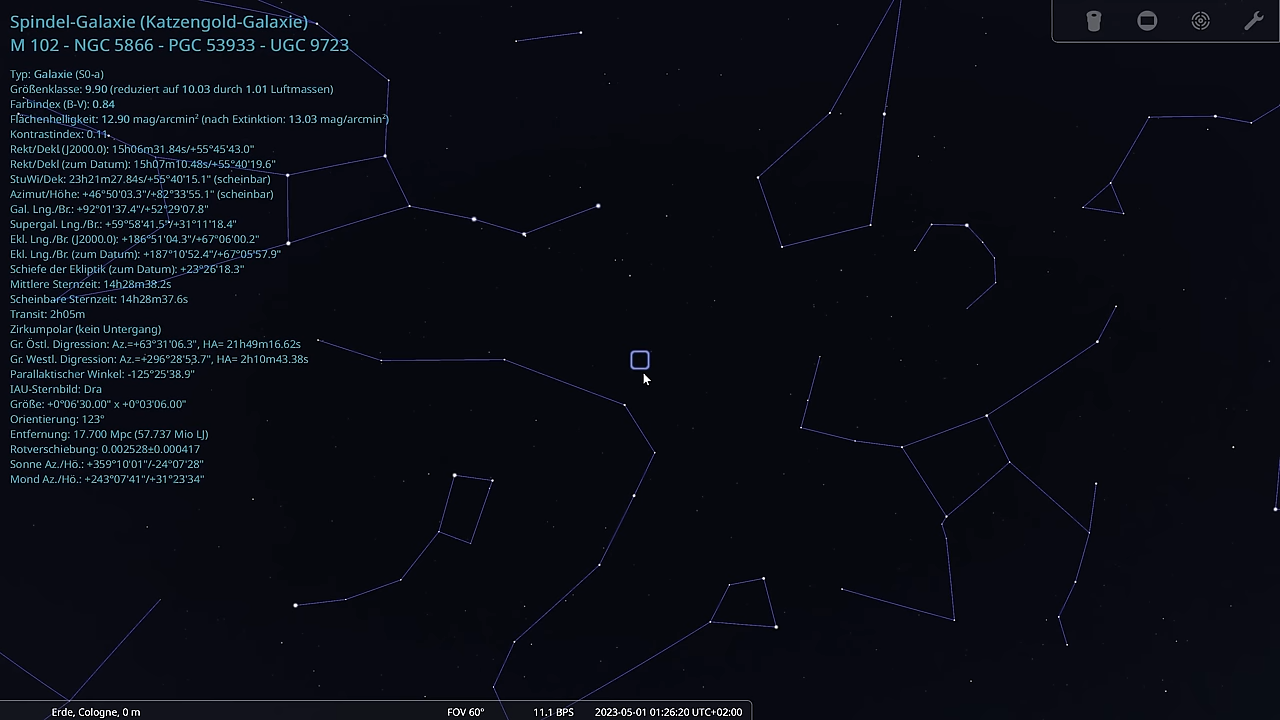 Spindel-Galaxie (Katzengold-Galaxie)
M 102 - NGC 5866 - PGC 53933 - UGC 9723
Typ: Galaxie (S0-a)
Größenklasse: 9.90 (reduziert auf 10.03 durch 1.01 Luftmassen)
Farbindex (B-V): 0.84
Flächenhelligkeit: 12.90 mag/arcmin² (nach Extinktion: 13.03 mag/arcmin²)
Kontrastindex: 0.11
Rekt/Dekl (J2000.0): 15h06m31.84s/+55°45'43.0"
Rekt/Dekl (zum Datum): 15h07m10.48s/+55°40'19.6"
StuWi/Dek: 23h21m27.84s/+55°40'15.1" (scheinbar)
Azimut/Höhe: +46°50'03.3"/+82°33'55.1" (scheinbar)
Gal. Lng./Br.: +92°01'37.4"/+52°29'07.8"
Supergal. Lng./Br.: +59°58'41.5"/+31°11'18.4"
Ekl. Lng./Br. (J2000.0): +186°51'04.3"/+67°06'00.2"
Ekl. Lng./Br. (zum Datum): +187°10'52.4"/+67°05'57.9"
Schiefe der Ekliptik (zum Datum): +23°26'18.3"
Mittlere Sternzeit: 14h28m38.2s
Scheinbare Sternzeit: 14h28m37.6s
Transit: 2h05m
Zirkumpolar (kein Untergang)
Gr. Östl. Digression: Az.=+63°31'06.3", HA= 21h49m16.62s
Gr. Westl. Digression: Az.=+296°28'53.7", HA= 2h10m43.38s
Parallaktischer Winkel: -125°25'38.9"
IAU-Sternbild: Dra
Größe: +0°06'30.00" x +0°03'06.00"
Orientierung: 123°
Entfernung: 17.700 Mpc (57.737 Mio LJ)
Rotverschiebung: 0.002528±0.000417
Sonne Az./Hö.: +359°10'01"/-24°07'28"
Mond Az./Hö.: +243°07'41"/+31°23'34"
Erde, Cologne, 0 m FOV 60° 11.1 BPS 2023-05-01 01:26:20 UTC+02:00